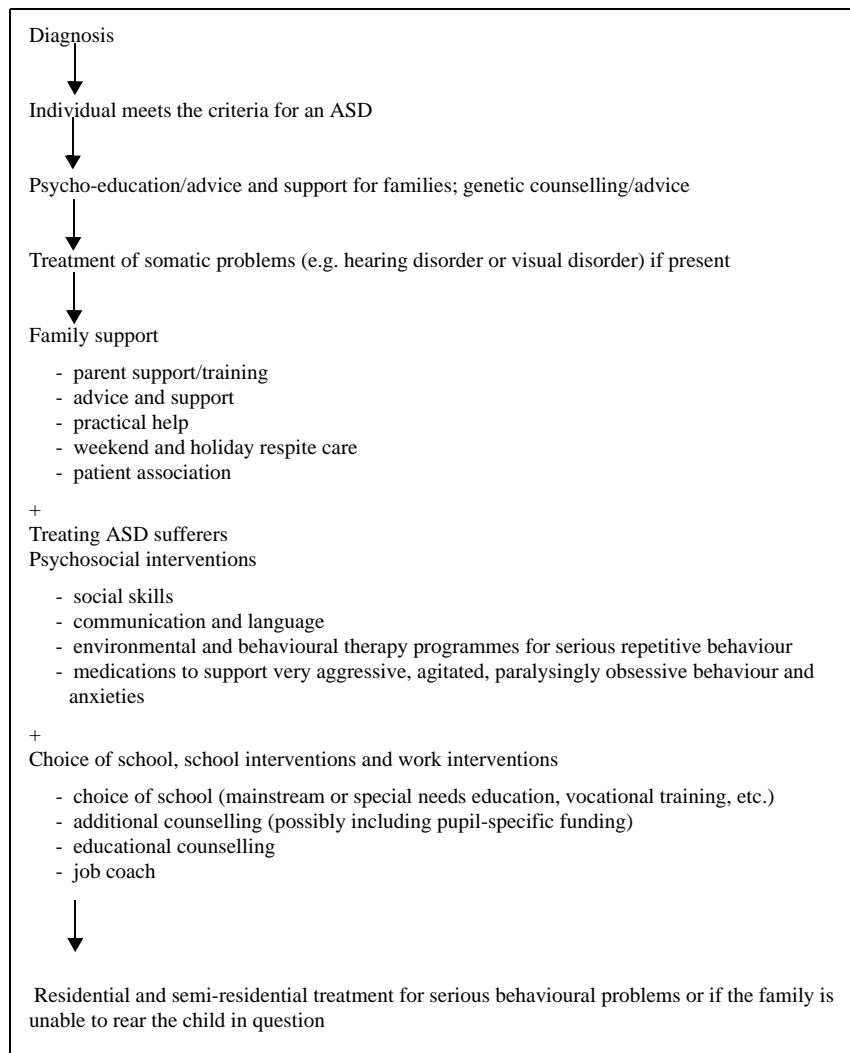 Diagnosis
Individual meets the criteria for an ASD
Psycho-education/advice and support for families; genetic counselling/advice
Treatment of somatic problems (e.g. hearing disorder or visual disorder) if present
Family support
- parent support/training
- advice and support
- practical help
- weekend and holiday respite care
- patient association
+
Treating ASD sufferers
Psychosocial interventions
- social skills
- communication and language
- environmental and behavioural therapy programmes for serious repetitive behaviour
- medications to support very aggressive, agitated, paralysingly obsessive behaviour and
anxieties
+
Choice of school, school interventions and work interventions
- choice of school (mainstream or special needs education, vocational training, etc.)
- additional counselling (possibly including pupil-specific funding)
- educational counselling
- job coach
Residential and semi-residential treatment for serious behavioural problems or if the family is
unable to rear the child in question